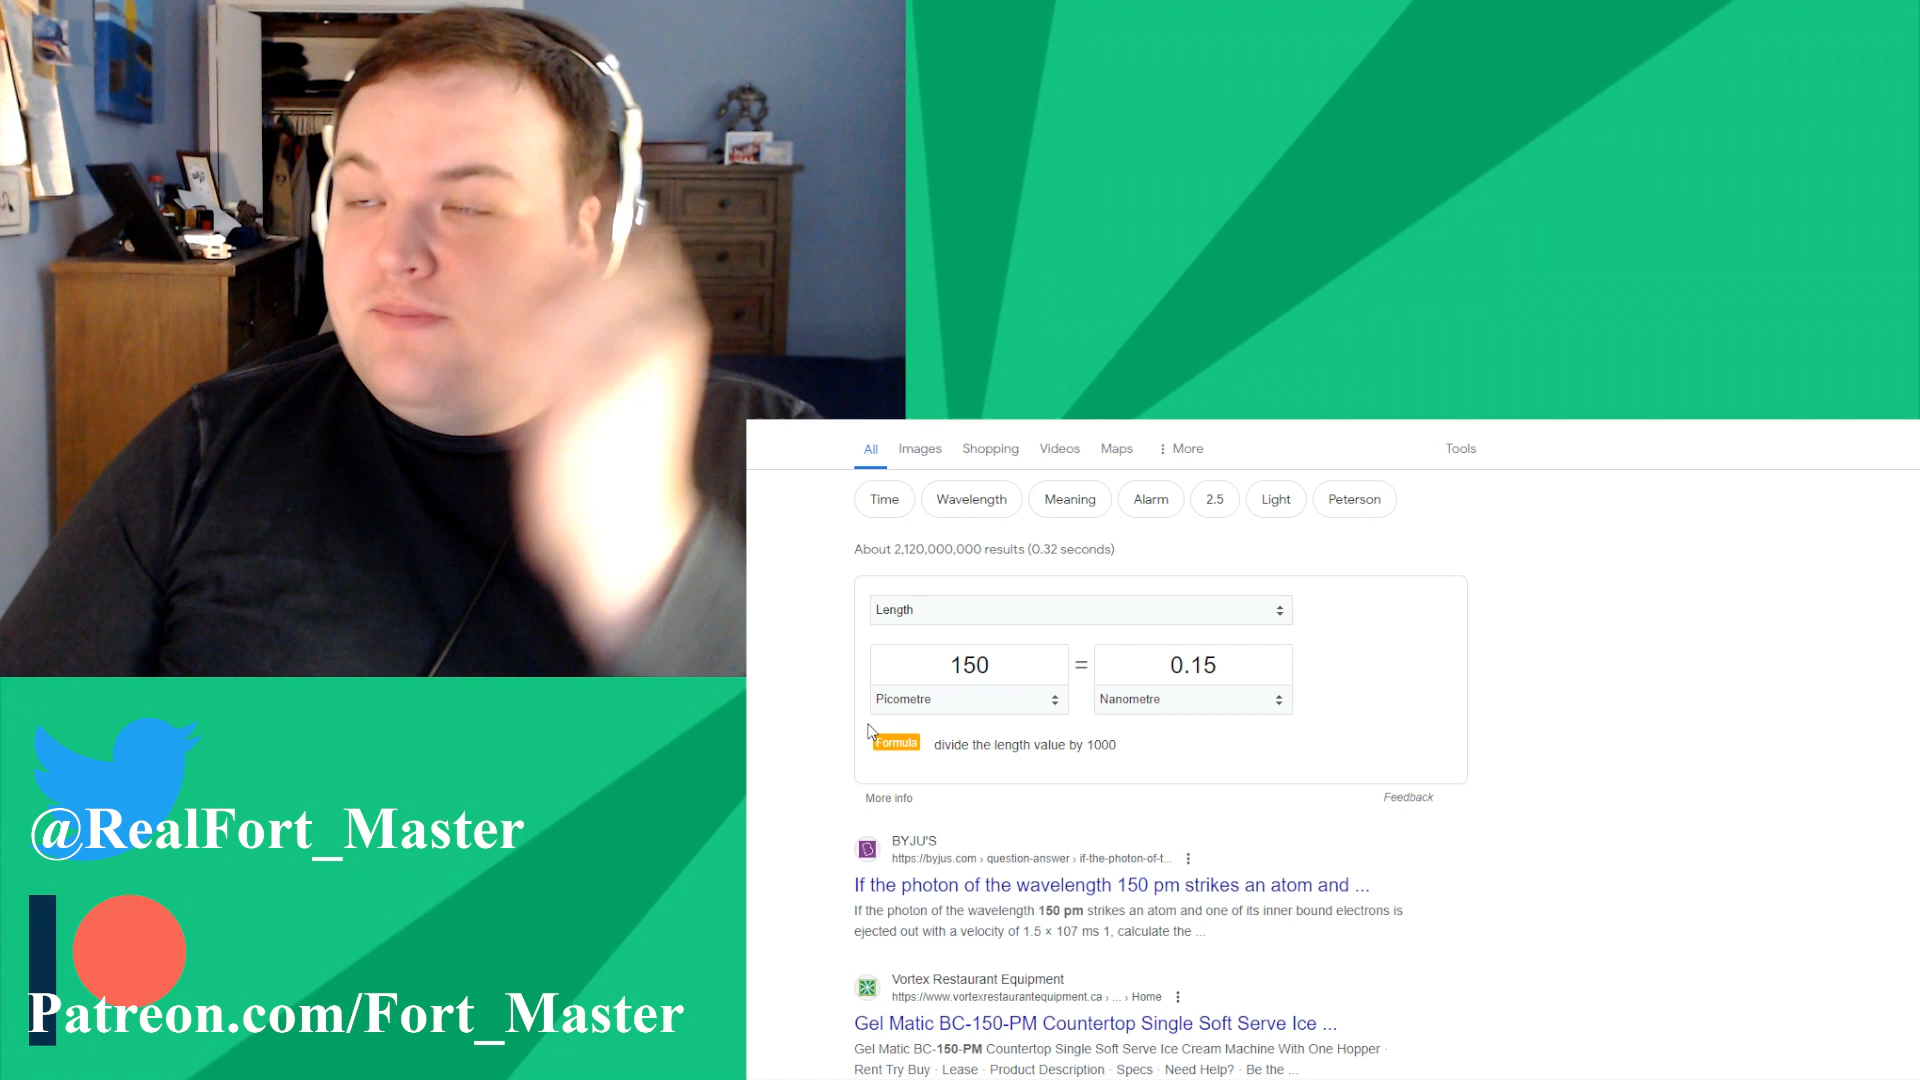 All Images Shopping Videos Maps More Tools
Time Wavelength Meaning Alarm 2.5 Light Peterson
About 2,120,000,000 results (0.32 seconds)
Length
150 = 0.15
Picometre Nanometre
Formula divide the length value by 1000
More info Feedback
BYJU'S
https://byjus.com › question-answer › if-the-photon-of-t...
If the photon of the wavelength 150 pm strikes an atom and ...
If the photon of the wavelength 150 pm strikes an atom and one of its inner bound electrons is
ejected out with a velocity of 1.5 × 107 ms 1, calculate the ...
Vortex Restaurant Equipment
https://www.vortexrestaurantequipment.ca › ... › Home
Gel Matic BC-150-PM Countertop Single Soft Serve Ice ...
Gel Matic BC-150-PM Countertop Single Soft Serve Ice Cream Machine With One Hopper ·
Rent Try Buy · Lease · Product Description · Specs · Need Help? · Be the ...
@RealFort_Master
Patreon.com/Fort_Master